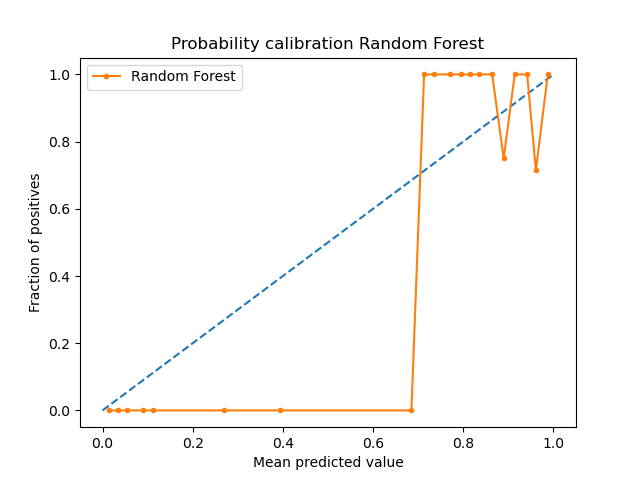 Probability calibration Random Forest
Random Forest
1.0
0.8
0.6
0.4
0.2
0.0
Fraction of positives
0.0 0.2 0.4 0.6 0.8 1.0
Mean predicted value